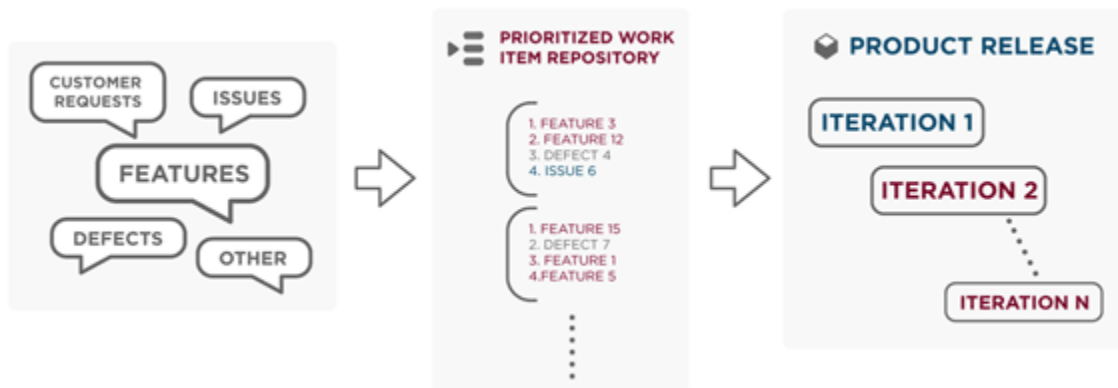 CUSTOMER
REQUESTS
ISSUES
FEATURES
DEFECTS
OTHER
PRIORITIZED WORK
ITEM REPOSITORY
1. FEATURE 3
2. FEATURE 12
3. DEFECT 4
4. ISSUE 6
1. FEATURE 15
2. DEFECT 7
3. FEATURE 1
4.FEATURE 5
PRODUCT RELEASE
ITERATION 1
ITERATION 2
ITERATION N